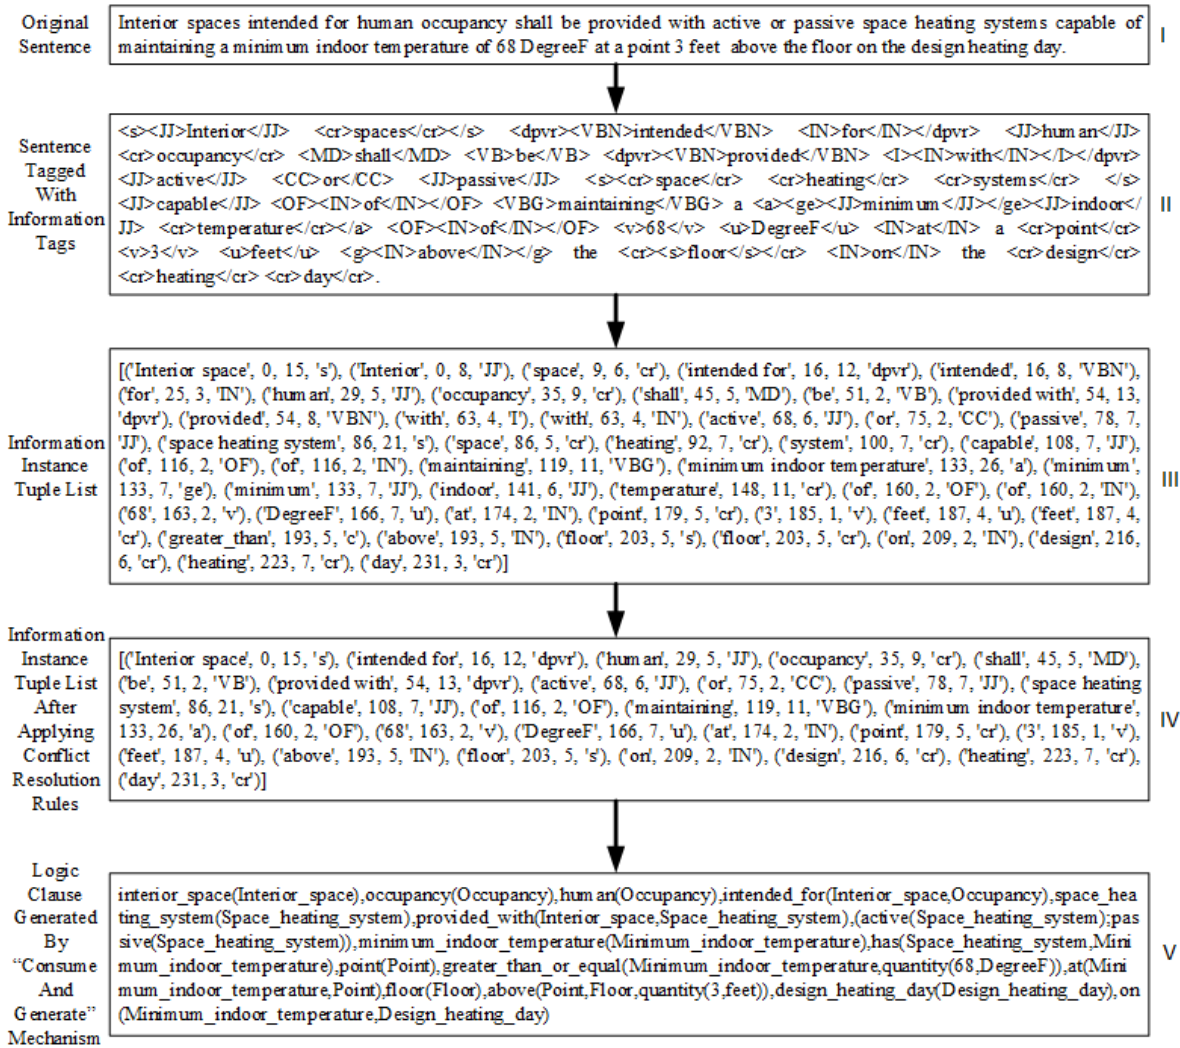 Original
Sentence
Interior spaces intended for human occupancy shall be provided with active or passive space heating systems capable of
maintaining a minimum indoor temperature of 68 DegreeF at a point 3 feet above the floor on the design heating day.
I
Sentence
Tagged
With
Information
Tags
<s><JJ>Interior</JJ> <cr>spaces</cr></s> <dpvr><VBN>intended</VBN> <IN>for</IN></dpvr> <JJ>human</JJ>
<cr>occupancy</cr> <MD>shall</MD> <VB>be</VB> <dpvr><VBN>provided</VBN> <I><IN>with</IN></I></dpvr>
<JJ>active</JJ> <CC>or</CC> <JJ>passive</JJ> <s><cr>space</cr> <cr>heating</cr> <cr>systems</cr> </s>
<JJ>capable</JJ> <OF><IN>of</IN></OF> <VBG>maintaining</VBG> a <a><ge><JJ>minimum</JJ></ge><JJ>indoor</
JJ> <cr>temperature</cr></a> <OF><IN>of</IN></OF> <v>68</v> <u>DegreeF</u> <IN>at</IN> a <cr>point</cr>
<v>3</v> <u>feet</u> <g><IN>above</IN></g> the <cr><s>floor</s></cr> <IN>on</IN> the <cr>design</cr>
<cr>heating</cr> <cr>day</cr>.
II
Information
Instance
Tuple List
[('Interior space', 0, 15, 's'), ('Interior', 0, 8, 'JJ'), ('space', 9, 6, 'cr'), ('intended for', 16, 12, 'dpvr'), ('intended', 16, 8, 'VBN'),
('for', 25, 3, 'IN'), ('human', 29, 5, 'JJ'), ('occupancy', 35, 9, 'cr'), ('shall', 45, 5, 'MD'), ('be', 51, 2, 'VB'), ('provided with', 54, 13,
'dpvr'), ('provided', 54, 8, 'VBN'), ('with', 63, 4, 'I'), ('with', 63, 4, 'IN'), ('active', 68, 6, 'JJ'), ('or', 75, 2, 'CC'), ('passive', 78, 7,
'JJ'), ('space heating system', 86, 21, 's'), ('space', 86, 5, 'cr'), ('heating', 92, 7, 'cr'), ('system', 100, 7, 'cr'), ('capable', 108, 7, 'JJ'),
('of', 116, 2, 'OF'), ('of', 116, 2, 'IN'), ('maintaining', 119, 11, 'VBG'), ('minimum indoor temperature', 133, 26, 'a'), ('minimum',
133, 7, 'ge'), ('minimum', 133, 7, 'JJ'), ('indoor', 141, 6, 'JJ'), ('temperature', 148, 11, 'cr'), ('of', 160, 2, 'OF'), ('of', 160, 2, 'IN'),
('68', 163, 2, 'v'), ('DegreeF', 166, 7, 'u'), ('at', 174, 2, 'IN'), ('point', 179, 5, 'cr'), ('3', 185, 1, 'v'), ('feet', 187, 4, 'u'), ('feet', 187, 4,
'cr'), ('greater_than', 193, 5, 'c'), ('above', 193, 5, 'IN'), ('floor', 203, 5, 's'), ('floor', 203, 5, 'cr'), ('on', 209, 2, 'IN'), ('design', 216,
6, 'cr'), ('heating', 223, 7, 'cr'), ('day', 231, 3, 'cr')]
III
Information
Instance
Tuple List
After
Applying
Conflict
Resolution
Rules
[('Interior space', 0, 15, 's'), ('intended for', 16, 12, 'dpvr'), ('human', 29, 5, 'JJ'), ('occupancy', 35, 9, 'cr'), ('shall', 45, 5, 'MD'),
('be', 51, 2, 'VB'), ('provided with', 54, 13, 'dpvr'), ('active', 68, 6, 'JJ'), ('or', 75, 2, 'CC'), ('passive', 78, 7, 'JJ'), ('space heating
system', 86, 21, 's'), ('capable', 108, 7, 'JJ'), ('of', 116, 2, 'OF'), ('maintaining', 119, 11, 'VBG'), ('minimum indoor temperature',
133, 26, 'a'), ('of', 160, 2, 'OF'), ('68', 163, 2, 'v'), ('DegreeF', 166, 7, 'u'), ('at', 174, 2, 'IN'), ('point', 179, 5, 'cr'), ('3', 185, 1, 'v'),
('feet', 187, 4, 'u'), ('above', 193, 5, 'IN'), ('floor', 203, 5, 's'), ('on', 209, 2, 'IN'), ('design', 216, 6, 'cr'), ('heating', 223, 7, 'cr'),
('day', 231, 3, 'cr')]
IV
Logic
Clause
Generated
By
“Consume
And
Generate”
Mechanism
interior_space(Interior_space),occupancy(Occupancy),human(Occupancy),intended_for(Interior_space,Occupancy),space_hea
ting_system(Space_heating_system),provided_with(Interior_space,Space_heating_system),(active(Space_heating_system);pas
sive(Space_heating_system)),minimum_indoor_temperature(Minimum_indoor_temperature),has(Space_heating_system,Mini
mum_indoor_temperature),point(Point),greater_than_or_equal(Minimum_indoor_temperature,quantity(68,DegreeF)),at(Mini
mum_indoor_temperature,Point),floor(Floor),above(Point,Floor,quantity(3,feet)),design_heating_day(Design_heating_day),on
(Minimum_indoor_temperature,Design_heating_day)
V